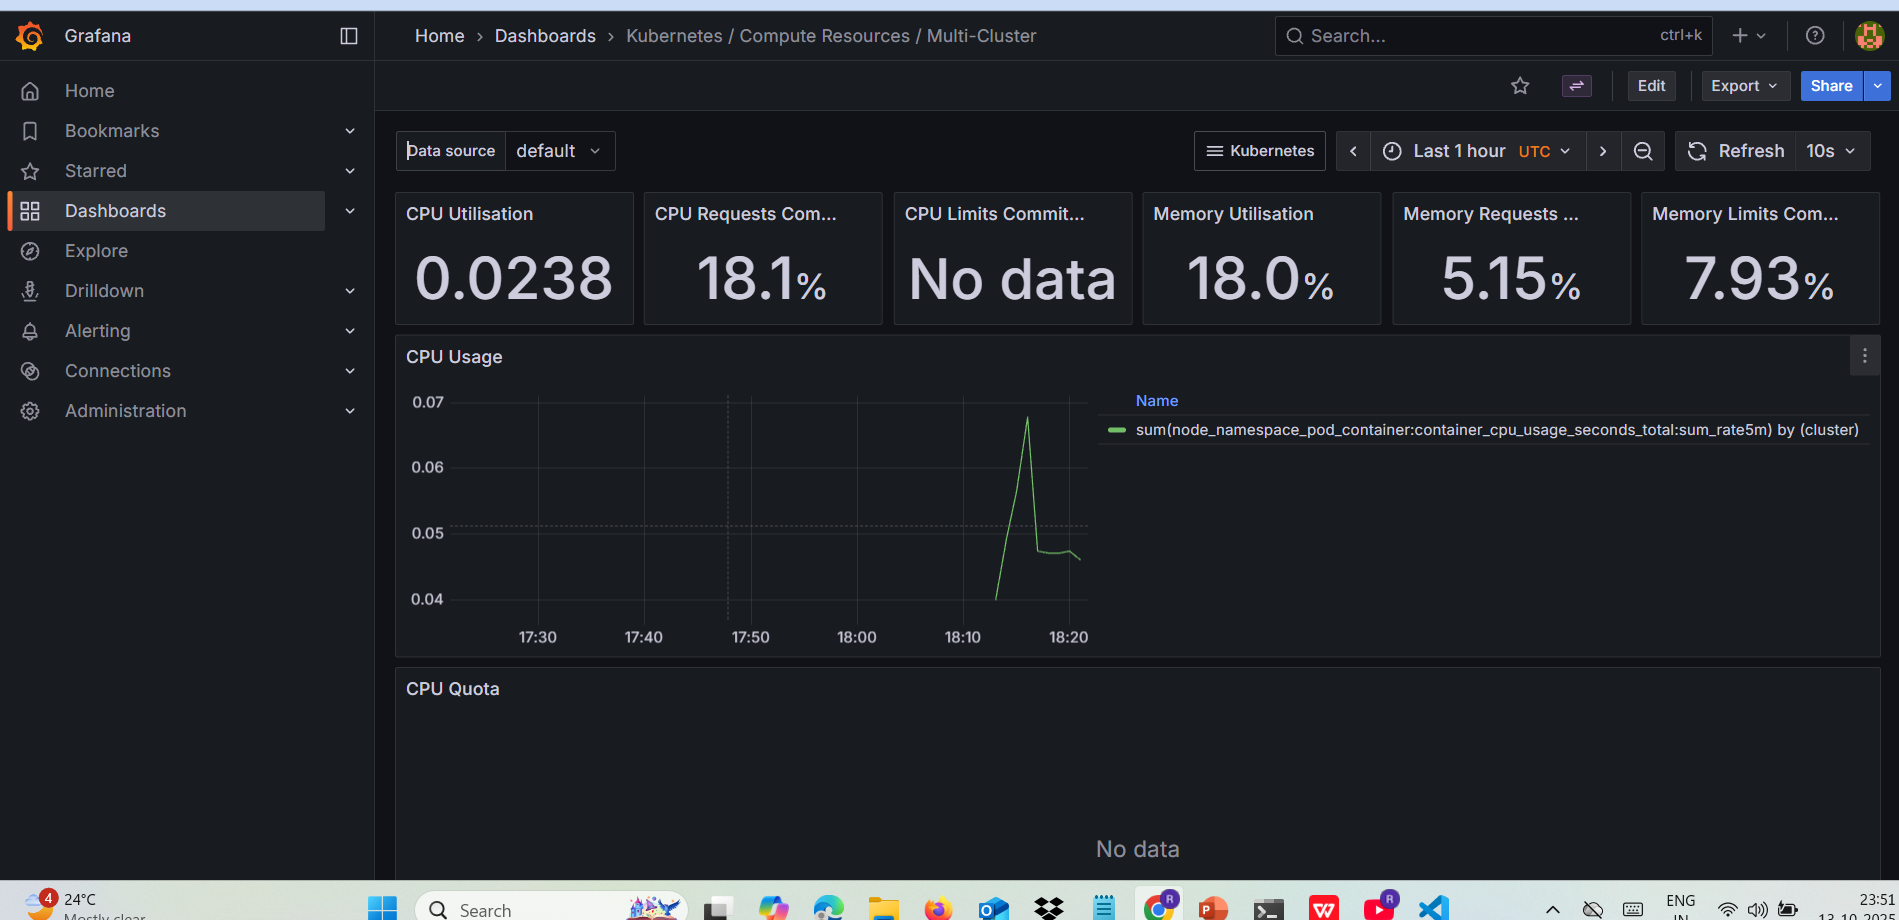 Grafana
Home › Dashboards › Kubernetes / Compute Resources / Multi-Cluster
Search...
ctrl+k
Edit
Export
Share
Home
Bookmarks
Starred
Dashboards
Explore
Drilldown
Alerting
Connections
Administration
Data source
default
Kubernetes
Last 1 hour UTC
Refresh
10s
CPU Utilisation
0.0238
CPU Requests Com...
18.1%
CPU Limits Commit...
No data
Memory Utilisation
18.0%
Memory Requests ...
5.15%
Memory Limits Com...
7.93%
CPU Usage
0.07
0.06
0.05
0.04
17:30
17:40
17:50
18:00
18:10
18:20
Name
sum(node_namespace_pod_container:container_cpu_usage_seconds_total:sum_rate5m) by (cluster)
CPU Quota
No data
4
24°C
Mostly clear
Search
R
R
ENG
IN
23:51